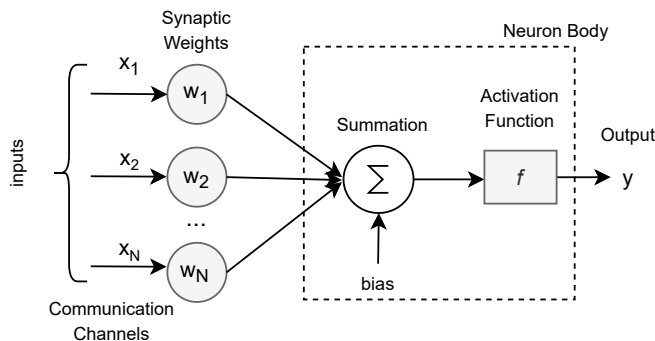 Synaptic
Weights
Neuron Body
x1
w1
Activation
Function
Summation
Output
inputs
x2
w2
Σ
f
y
...
xN
wN
bias
Communication
Channels